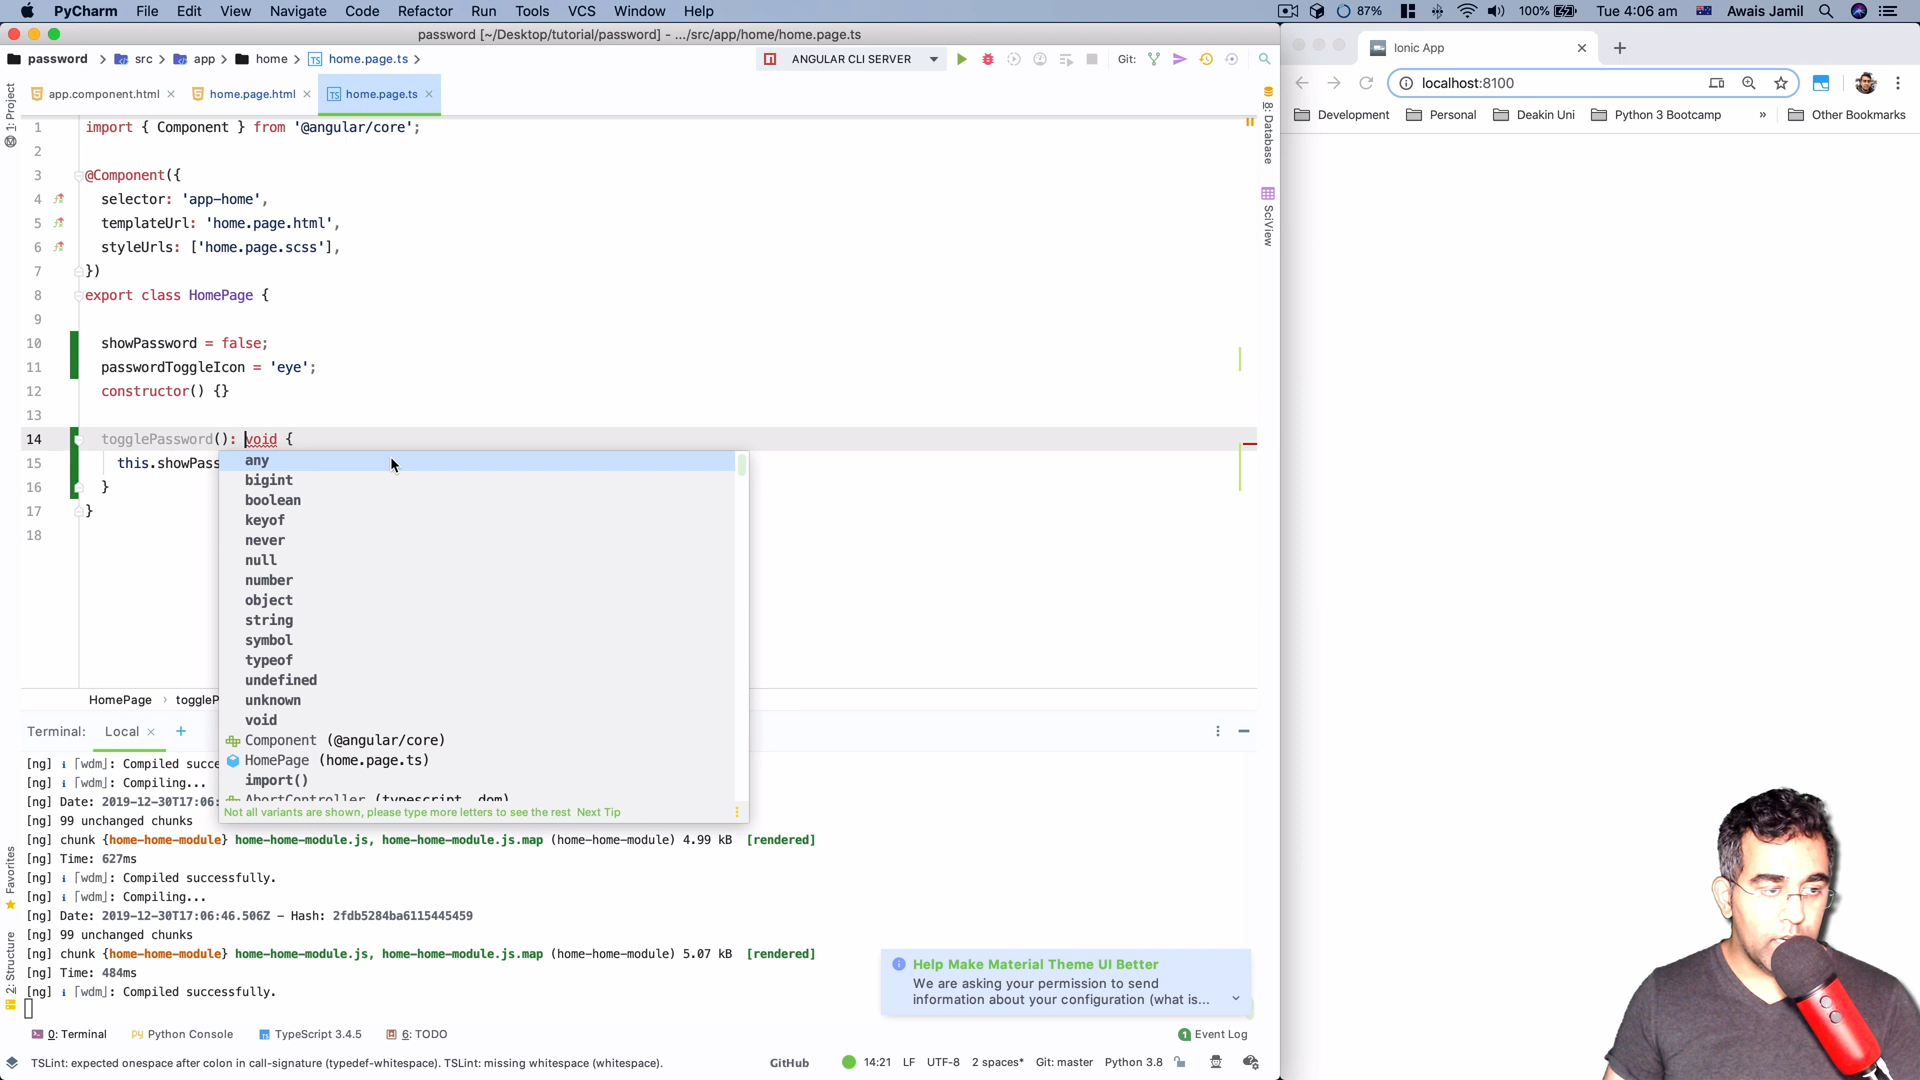 PyCharm File Edit View Navigate Code Refactor Run Tools VCS Window Help 87% 100% Tue 4:06 am Awais Jamil
password [~/Desktop/tutorial/password] - .../src/app/home/home.page.ts
Ionic App
password src app home home.page.ts ANGULAR CLI SERVER Git:
localhost:8100
app.component.html home.page.html home.page.ts
Development Personal Deakin Uni Python 3 Bootcamp » Other Bookmarks
1: Project
8: Database
SciView
1 import { Component } from '@angular/core';
2
3 @Component({
4 selector: 'app-home',
5 templateUrl: 'home.page.html',
6 styleUrls: ['home.page.scss'],
7 })
8 export class HomePage {
9
10 showPassword = false;
11 passwordToggleIcon = 'eye';
12 constructor() {}
13
14 togglePassword(): void {
15 this.showPass
16 }
17 }
18
any
bigint
boolean
keyof
never
null
number
object
string
symbol
typeof
undefined
unknown
void
Component (@angular/core)
HomePage (home.page.ts)
import()
AbortController (typescript, dom)
Not all variants are shown, please type more letters to see the rest Next Tip
HomePage toggleP
Terminal: Local
[ng] i ｢wdm｣: Compiled succe
[ng] i ｢wdm｣: Compiling...
[ng] Date: 2019-12-30T17:06:
[ng] 99 unchanged chunks
[ng] chunk {home-home-module} home-home-module.js, home-home-module.js.map (home-home-module) 4.99 kB [rendered]
[ng] Time: 627ms
[ng] i ｢wdm｣: Compiled successfully.
[ng] i ｢wdm｣: Compiling...
[ng] Date: 2019-12-30T17:06:46.506Z - Hash: 2fdb5284ba6115445459
[ng] 99 unchanged chunks
[ng] chunk {home-home-module} home-home-module.js, home-home-module.js.map (home-home-module) 5.07 kB [rendered]
[ng] Time: 484ms
[ng] i ｢wdm｣: Compiled successfully.
Favorites
2: Structure
Help Make Material Theme UI Better
We are asking your permission to send
information about your configuration (what is...
0: Terminal Python Console TypeScript 3.4.5 6: TODO 1 Event Log
TSLint: expected onespace after colon in call-signature (typedef-whitespace). TSLint: missing whitespace (whitespace). GitHub 14:21 LF UTF-8 2 spaces* Git: master Python 3.8